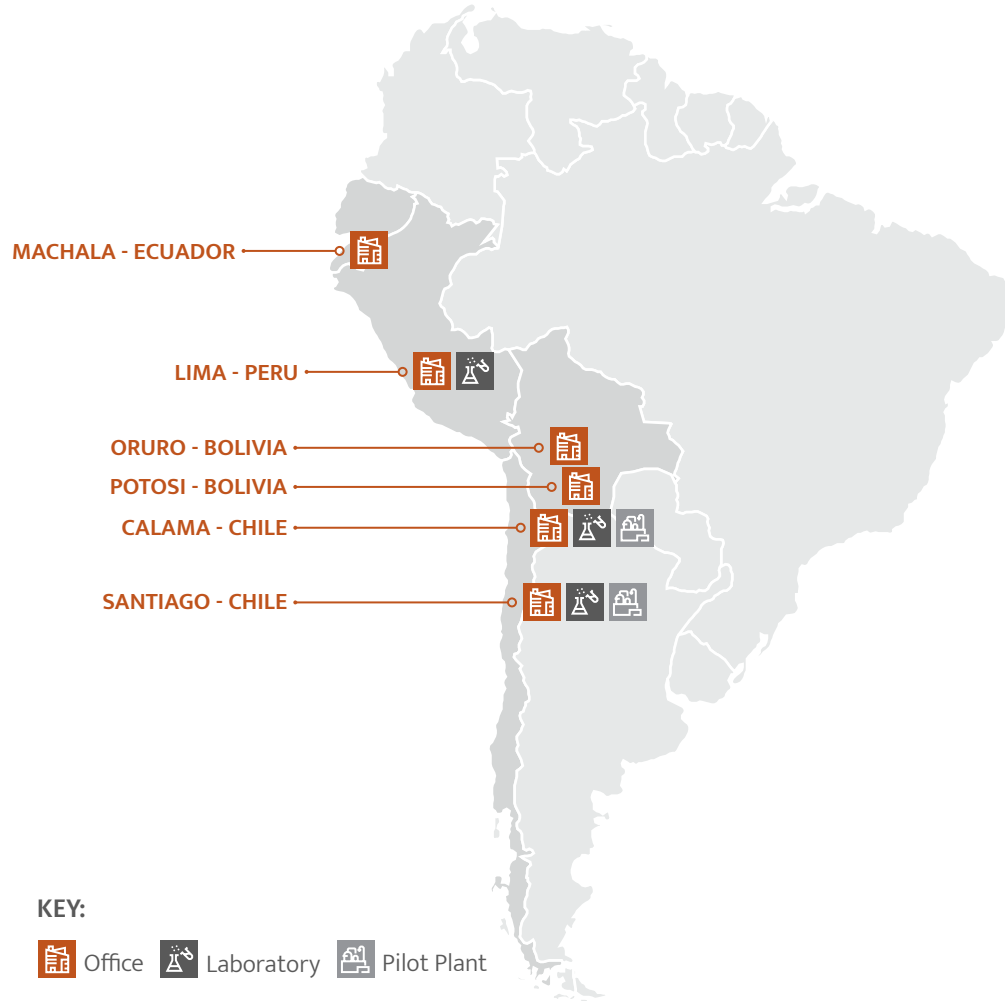 MACHALA - ECUADOR
LIMA - PERU
ORURO - BOLIVIA
POTOSI - BOLIVIA
CALAMA - CHILE
SANTIAGO - CHILE
KEY:
Office Laboratory Pilot Plant